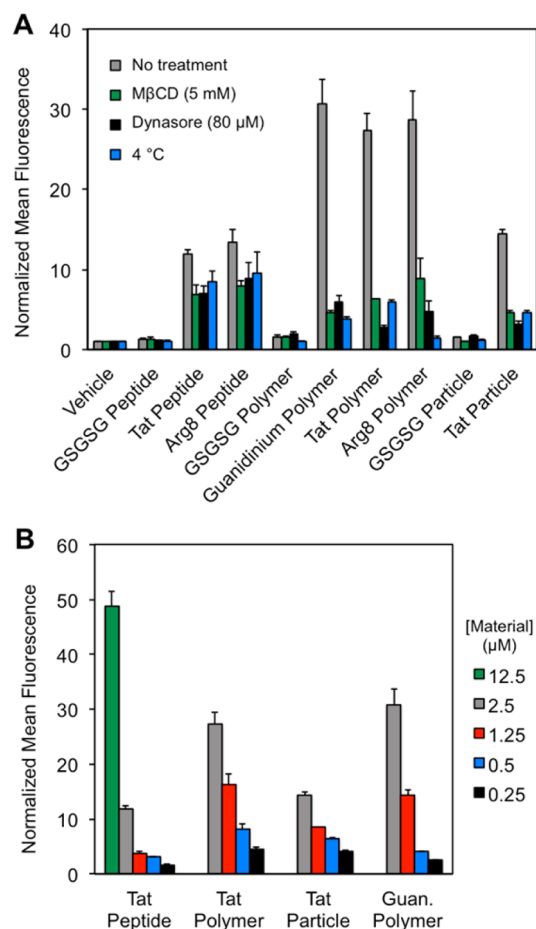 A
40
30
20
10
0
Normalized Mean Fluorescence
No treatment
MβCD (5 mM)
Dynasore (80 µM)
4 °C
Vehicle
GSGSG Peptide
Tat Peptide
Arg8 Peptide
GSGSG Polymer
Guanidinium Polymer
Tat Polymer
Arg8 Polymer
GSGSG Particle
Tat Particle
B
60
50
40
30
20
10
0
Normalized Mean Fluorescence
[Material]
(µM)
12.5
2.5
1.25
0.5
0.25
Tat
Peptide
Tat
Polymer
Tat
Particle
Guan.
Polymer